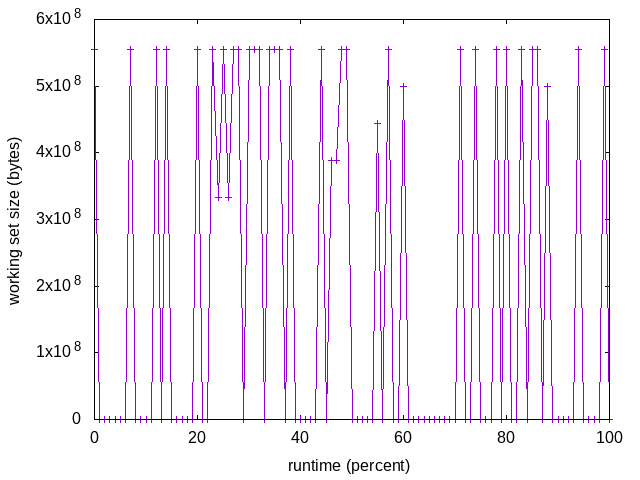 6x10^8
5x10^8
4x10^8
3x10^8
2x10^8
1x10^8
0
working set size (bytes)
0 20 40 60 80 100
runtime (percent)